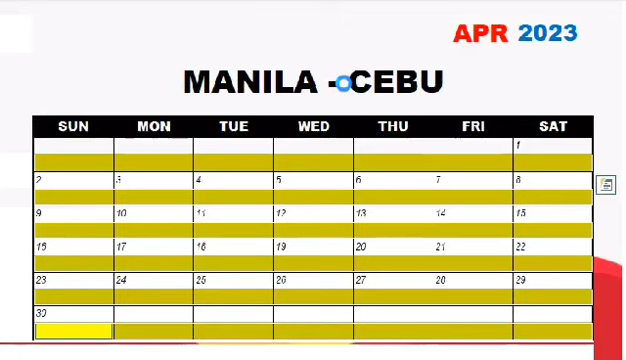 APR 2023
MANILA - CEBU
SUN MON TUE WED THU FRI SAT
1
2 3 4 5 6 7 8
9 10 11 12 13 14 15
16 17 18 19 20 21 22
23 24 25 26 27 28 29
30